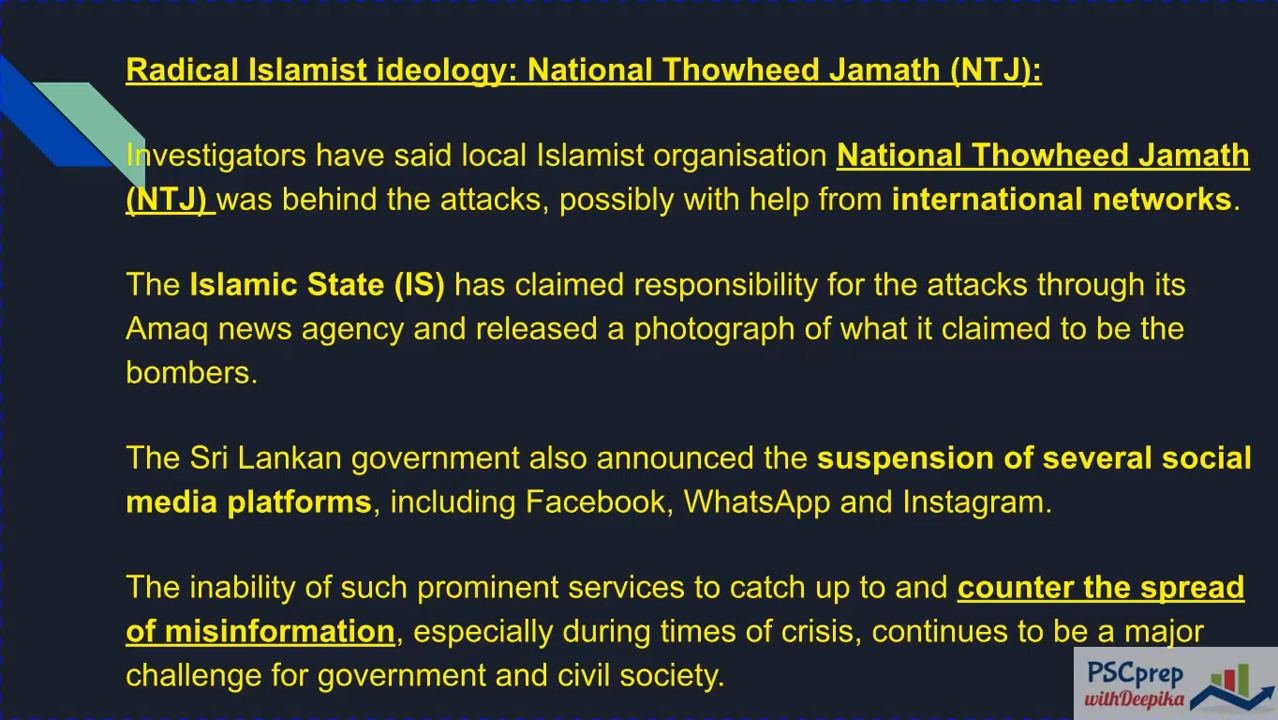 Radical Islamist ideology: National Thowheed Jamath (NTJ):
Investigators have said local Islamist organisation National Thowheed Jamath
(NTJ) was behind the attacks, possibly with help from international networks.
The Islamic State (IS) has claimed responsibility for the attacks through its
Amaq news agency and released a photograph of what it claimed to be the
bombers.
The Sri Lankan government also announced the suspension of several social
media platforms, including Facebook, WhatsApp and Instagram.
The inability of such prominent services to catch up to and counter the spread
of misinformation, especially during times of crisis, continues to be a major
challenge for government and civil society.
PSCprep
withDeepika